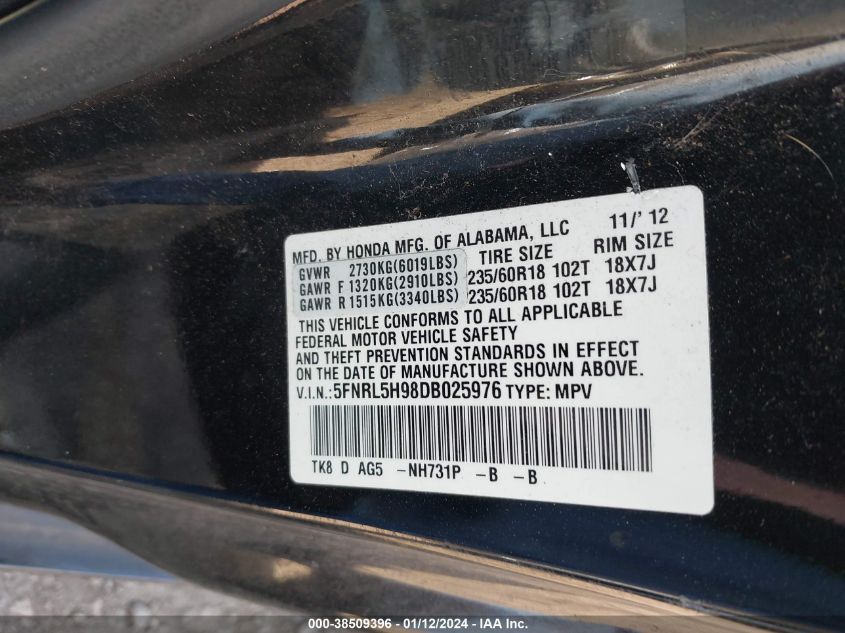 MFD. BY HONDA MFG. OF ALABAMA, LLC 11/'12
GVWR 2730KG(6019LBS) TIRE SIZE RIM SIZE
GAWR F 1320KG(2910LBS) 235/60R18 102T 18X7J
GAWR R 1515KG(3340LBS) 235/60R18 102T 18X7J
THIS VEHICLE CONFORMS TO ALL APPLICABLE
FEDERAL MOTOR VEHICLE SAFETY
AND THEFT PREVENTION STANDARDS IN EFFECT
ON THE DATE OF MANUFACTURE SHOWN ABOVE.
V.I.N.: 5FNRL5H98DB025976 TYPE: MPV
TK8 D AG5 -NH731P -B -B
000-38509396 - 01/12/2024 - IAA Inc.